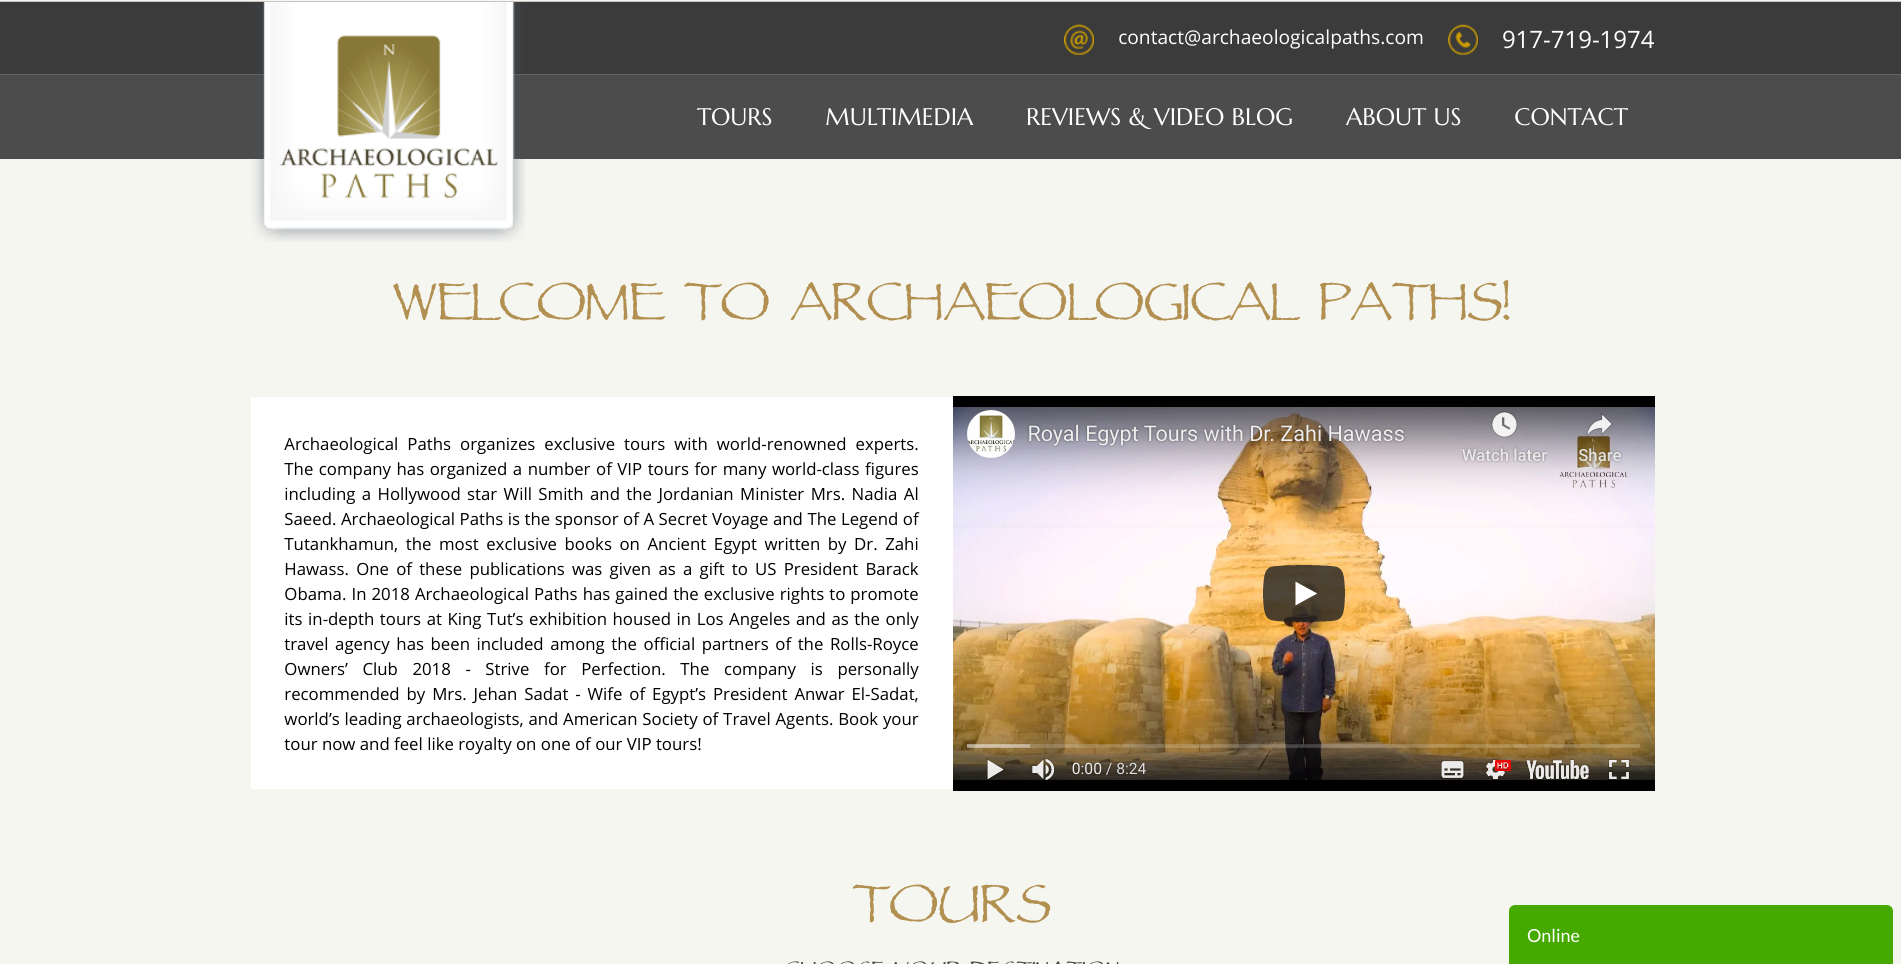 contact@archaeologicalpaths.com
917-719-1974
N
ARCHAEOLOGICAL
PATHS
TOURS
MULTIMEDIA
REVIEWS & VIDEO BLOG
ABOUT US
CONTACT
WELCOME TO ARCHAEOLOGICAL PATHS!
Archaeological Paths organizes exclusive tours with world-renowned experts.
The company has organized a number of VIP tours for many world-class figures
including a Hollywood star Will Smith and the Jordanian Minister Mrs. Nadia Al
Saeed. Archaeological Paths is the sponsor of A Secret Voyage and The Legend of
Tutankhamun, the most exclusive books on Ancient Egypt written by Dr. Zahi
Hawass. One of these publications was given as a gift to US President Barack
Obama. In 2018 Archaeological Paths has gained the exclusive rights to promote
its in-depth tours at King Tut’s exhibition housed in Los Angeles and as the only
travel agency has been included among the official partners of the Rolls-Royce
Owners’ Club 2018 - Strive for Perfection. The company is personally
recommended by Mrs. Jehan Sadat - Wife of Egypt’s President Anwar El-Sadat,
world’s leading archaeologists, and American Society of Travel Agents. Book your
tour now and feel like royalty on one of our VIP tours!
Royal Egypt Tours with Dr. Zahi Hawass
Watch later
Share
ARCHAEOLOGICAL
PATHS
0:00 / 8:24
HD
YouTube
TOURS
CHOOSE YOUR DESTINATION
Online